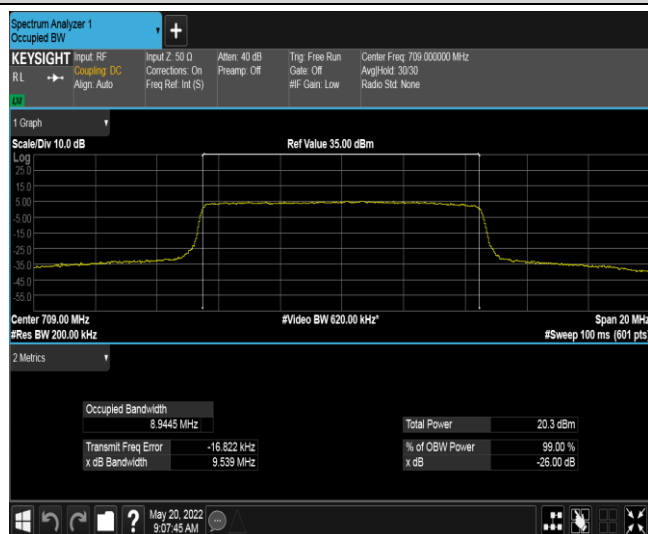 Spectrum Analyzer 1
Occupied BW
+
KEYSIGHT Input: RF Input Z: 50 Ω Atten: 40 dB Trig: Free Run Center Freq: 709.000000 MHz
RL Coupling: DC Corrections: On Preamp: Off Gate: Off Avg|Hold: 30/30
Align: Auto Freq Ref: Int (S) #IF Gain: Low Radio Std: None
LXI
1 Graph
Scale/Div 10.0 dB Ref Value 35.00 dBm
Log
25.0
15.0
5.00
-5.00
-15.0
-25.0
-35.0
-45.0
-55.0
Center 709.00 MHz #Video BW 620.00 kHz* Span 20 MHz
#Res BW 200.00 kHz #Sweep 100 ms (601 pts)
2 Metrics
Occupied Bandwidth
8.9445 MHz Total Power 20.3 dBm
Transmit Freq Error -16.822 kHz % of OBW Power 99.00 %
x dB Bandwidth 9.539 MHz x dB -26.00 dB
? May 20, 2022
9:07:45 AM